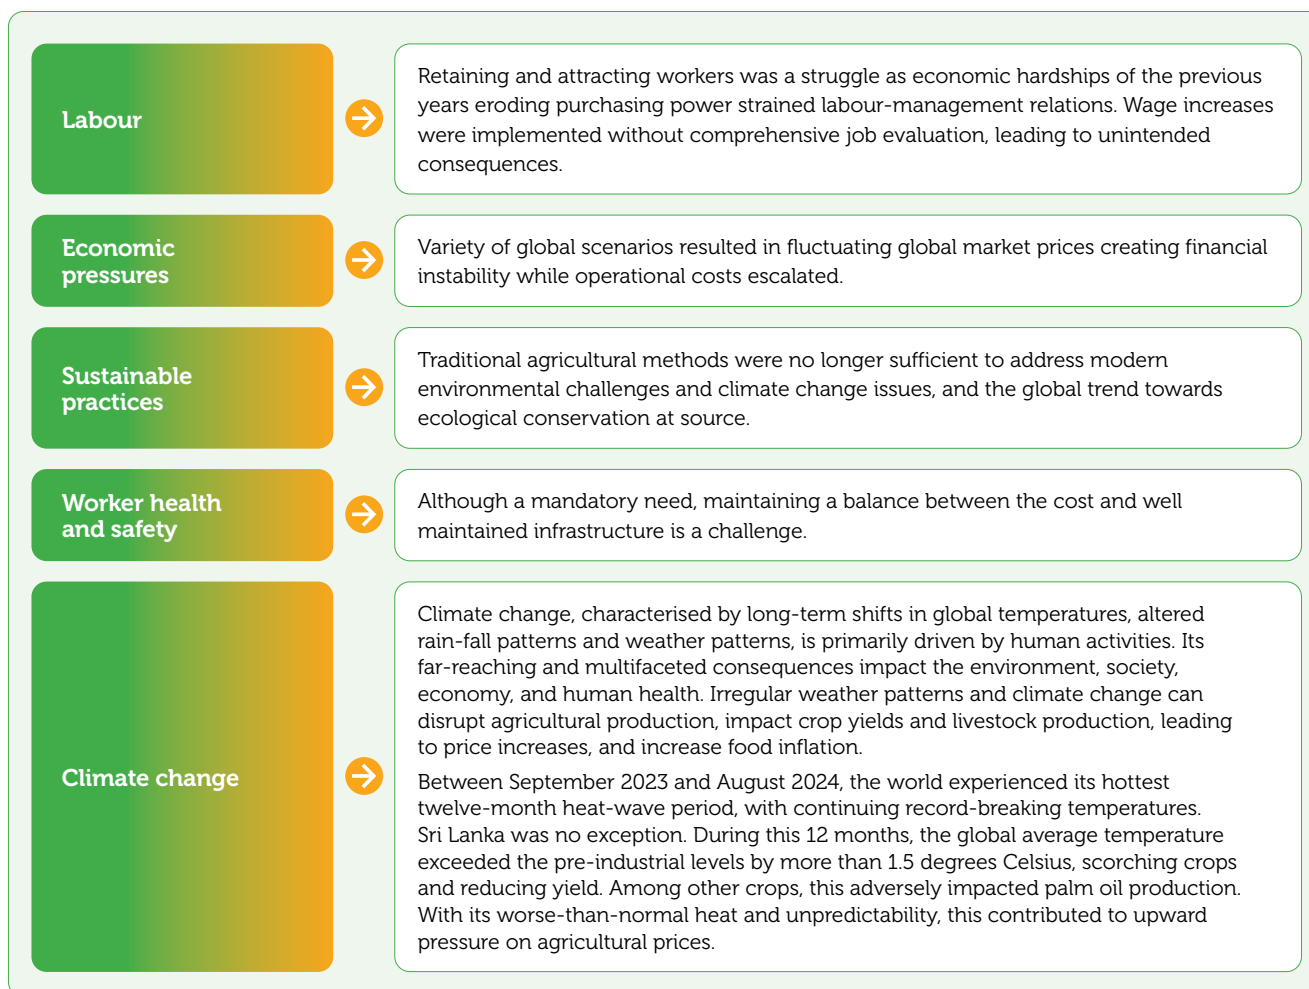 Labour
Retaining and attracting workers was a struggle as economic hardships of the previous
years eroding purchasing power strained labour-management relations. Wage increases
were implemented without comprehensive job evaluation, leading to unintended
consequences.
Economic
pressures
Variety of global scenarios resulted in fluctuating global market prices creating financial
instability while operational costs escalated.
Sustainable
practices
Traditional agricultural methods were no longer sufficient to address modern
environmental challenges and climate change issues, and the global trend towards
ecological conservation at source.
Worker health
and safety
Although a mandatory need, maintaining a balance between the cost and well
maintained infrastructure is a challenge.
Climate change
Climate change, characterised by long-term shifts in global temperatures, altered
rain-fall patterns and weather patterns, is primarily driven by human activities. Its
far-reaching and multifaceted consequences impact the environment, society,
economy, and human health. Irregular weather patterns and climate change can
disrupt agricultural production, impact crop yields and livestock production, leading
to price increases, and increase food inflation.
Between September 2023 and August 2024, the world experienced its hottest
twelve-month heat-wave period, with continuing record-breaking temperatures.
Sri Lanka was no exception. During this 12 months, the global average temperature
exceeded the pre-industrial levels by more than 1.5 degrees Celsius, scorching crops
and reducing yield. Among other crops, this adversely impacted palm oil production.
With its worse-than-normal heat and unpredictability, this contributed to upward
pressure on agricultural prices.